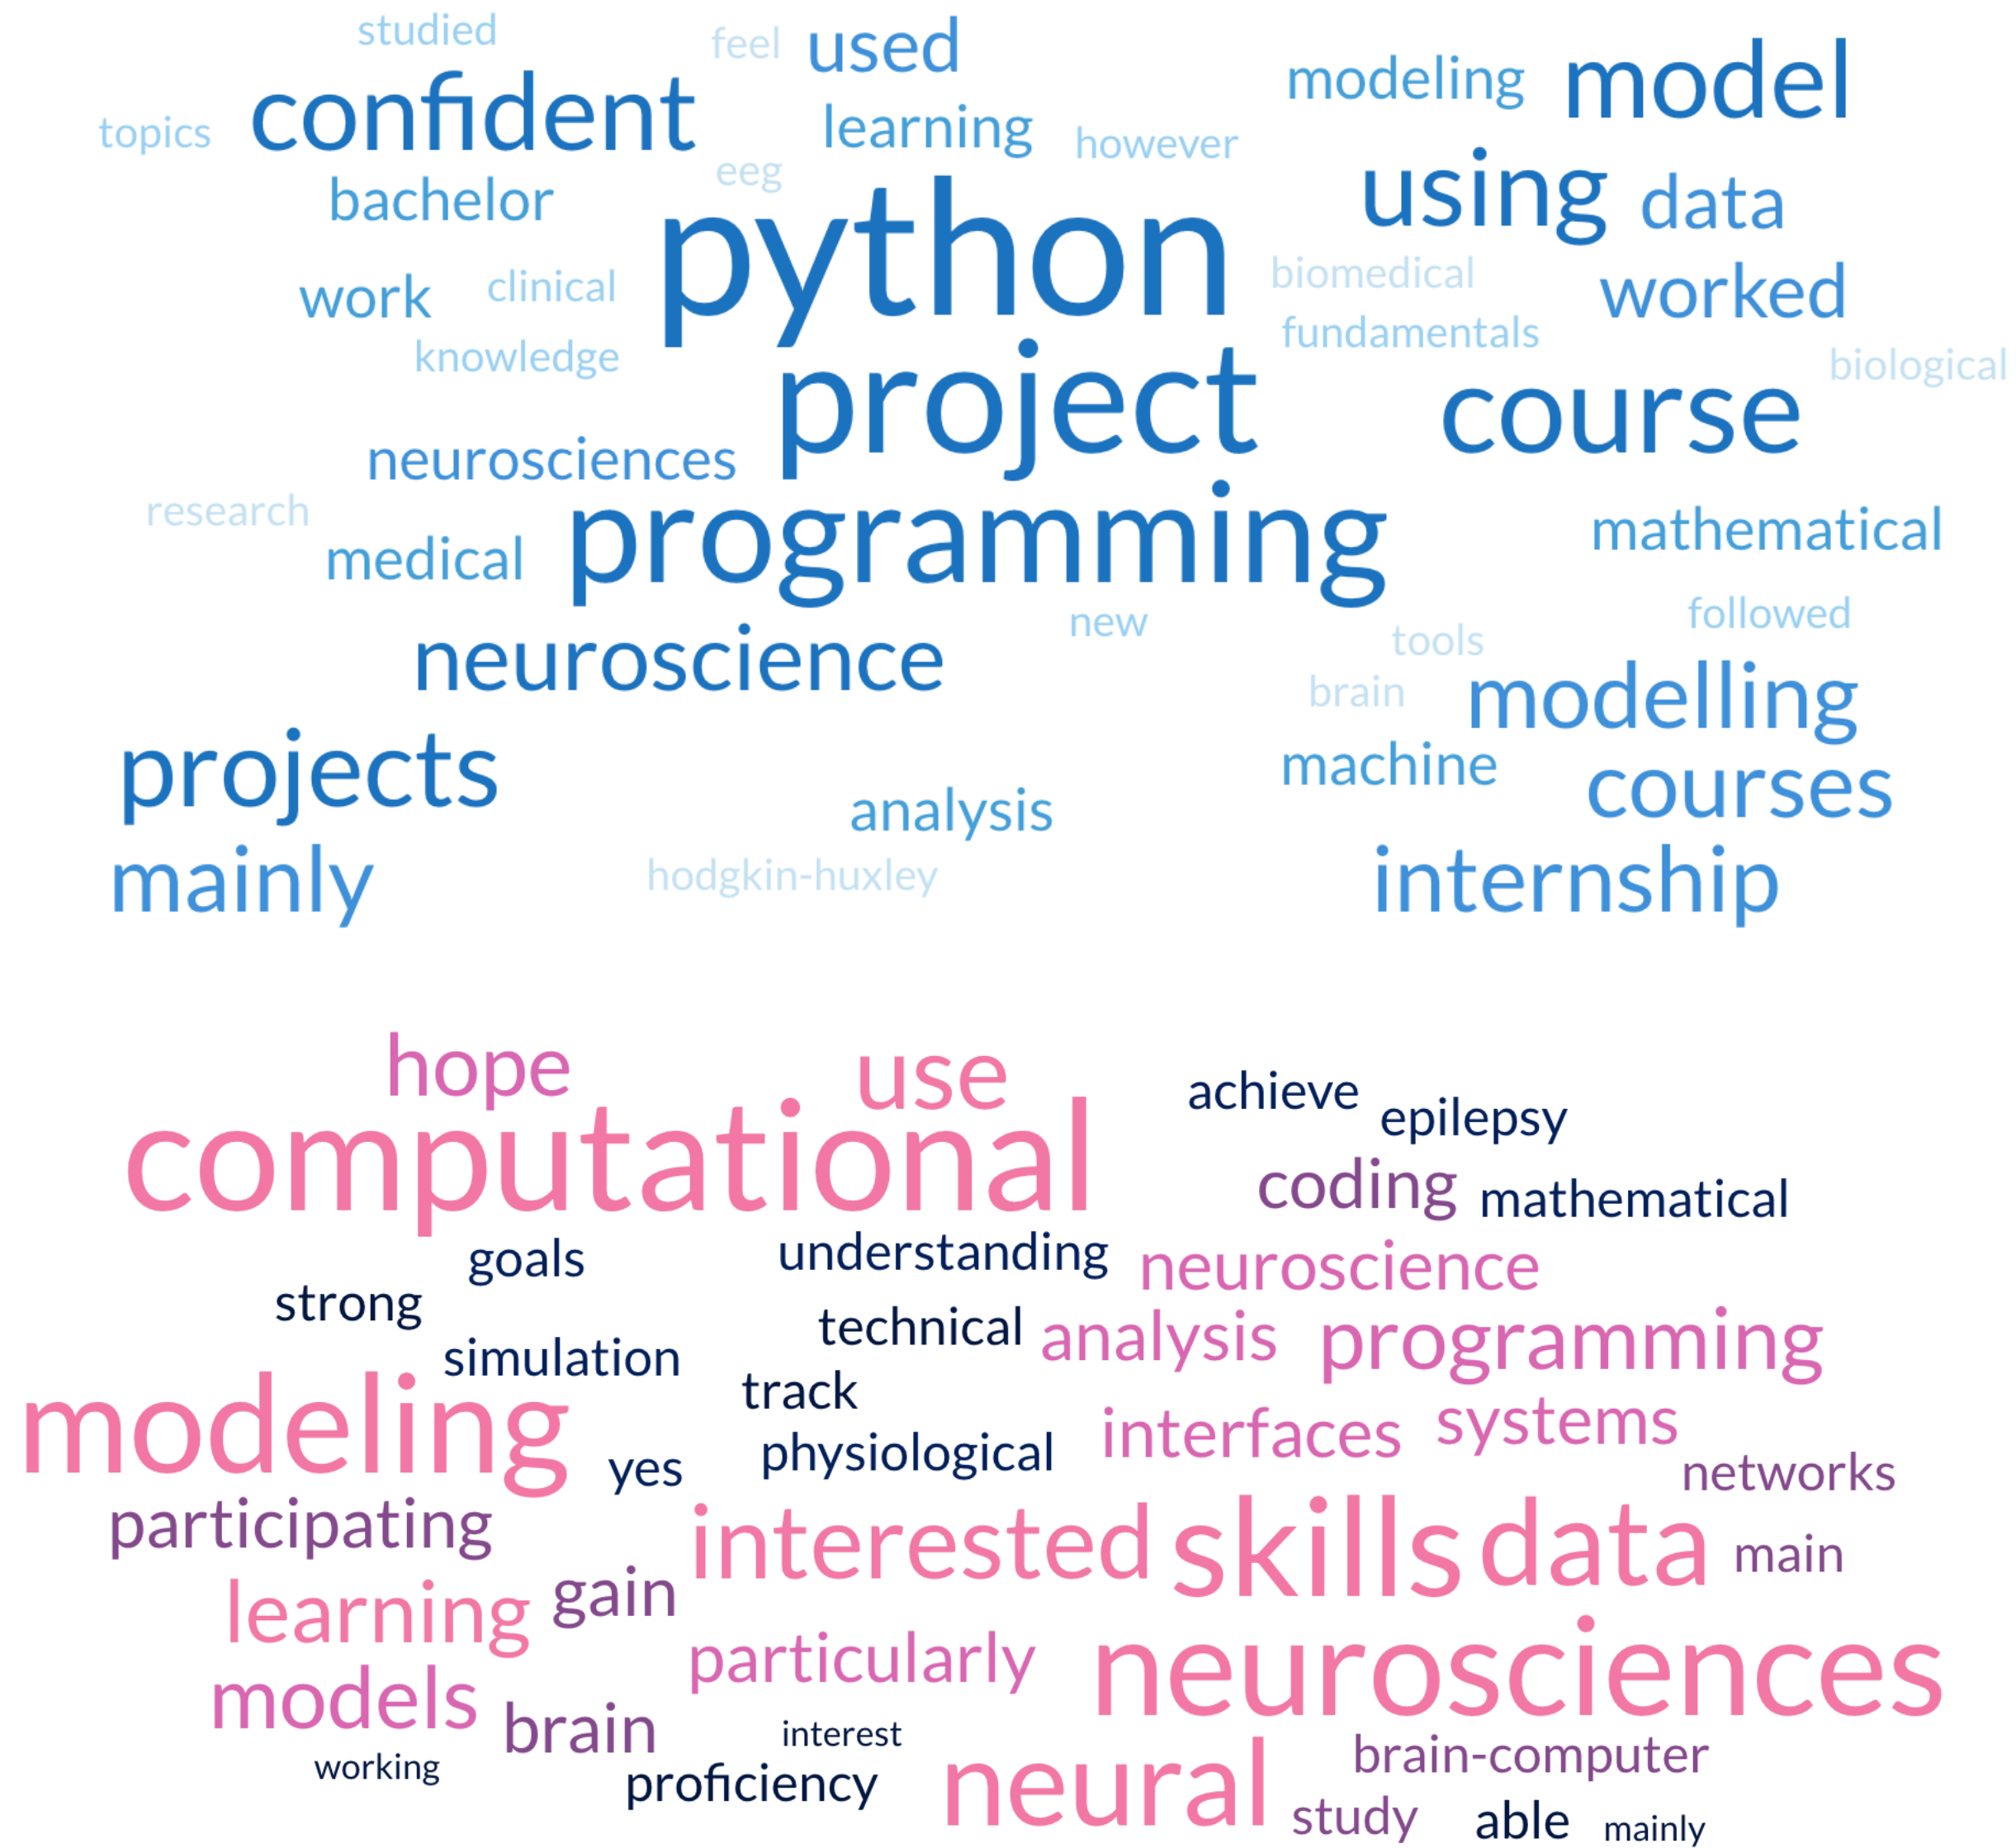 studied feel used
confident modeling model
topics learning however
bachelor eeg using data
python
work clinical biomedical worked
knowledge fundamentals biological
project course
neurosciences
research programming mathematical
medical
new followed
neuroscience tools
brain modelling
projects machine courses
analysis
mainly hodgkin-huxley internship
hope use achieve
epilepsy
computational coding mathematical
goals understanding neuroscience
strong technical analysis programming
simulation
track
modeling interfaces systems
yes physiological networks
participating interested skills data main
learning gain
particularly neurosciences
models brain interest
working proficiency neural brain-computer
study able mainly